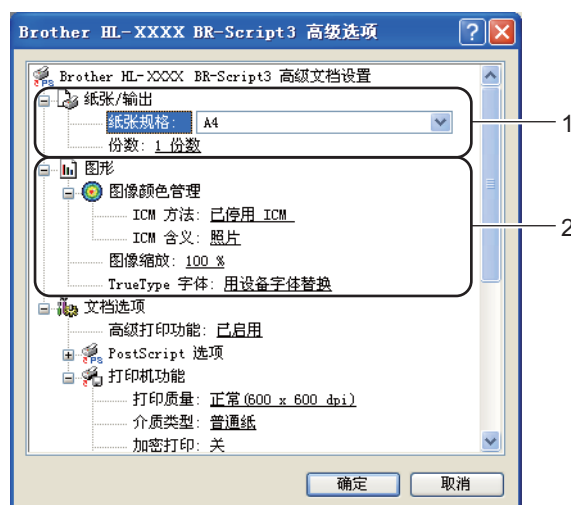 Brother HL-XXXX BR-Script3 高级选项
Brother HL-XXXX BR-Script3 高级文档设置
纸张/输出
纸张规格: A4
1
份数: 1 份数
图形
图像颜色管理
ICM 方法: 已停用 ICM
2
ICM 含义: 照片
图像缩放: 100 %
TrueType 字体: 用设备字体替换
文档选项
高级打印功能: 已启用
PostScript 选项
打印机功能
打印质量: 正常(600 x 600 dpi)
介质类型: 普通纸
加密打印: 关
确定 取消